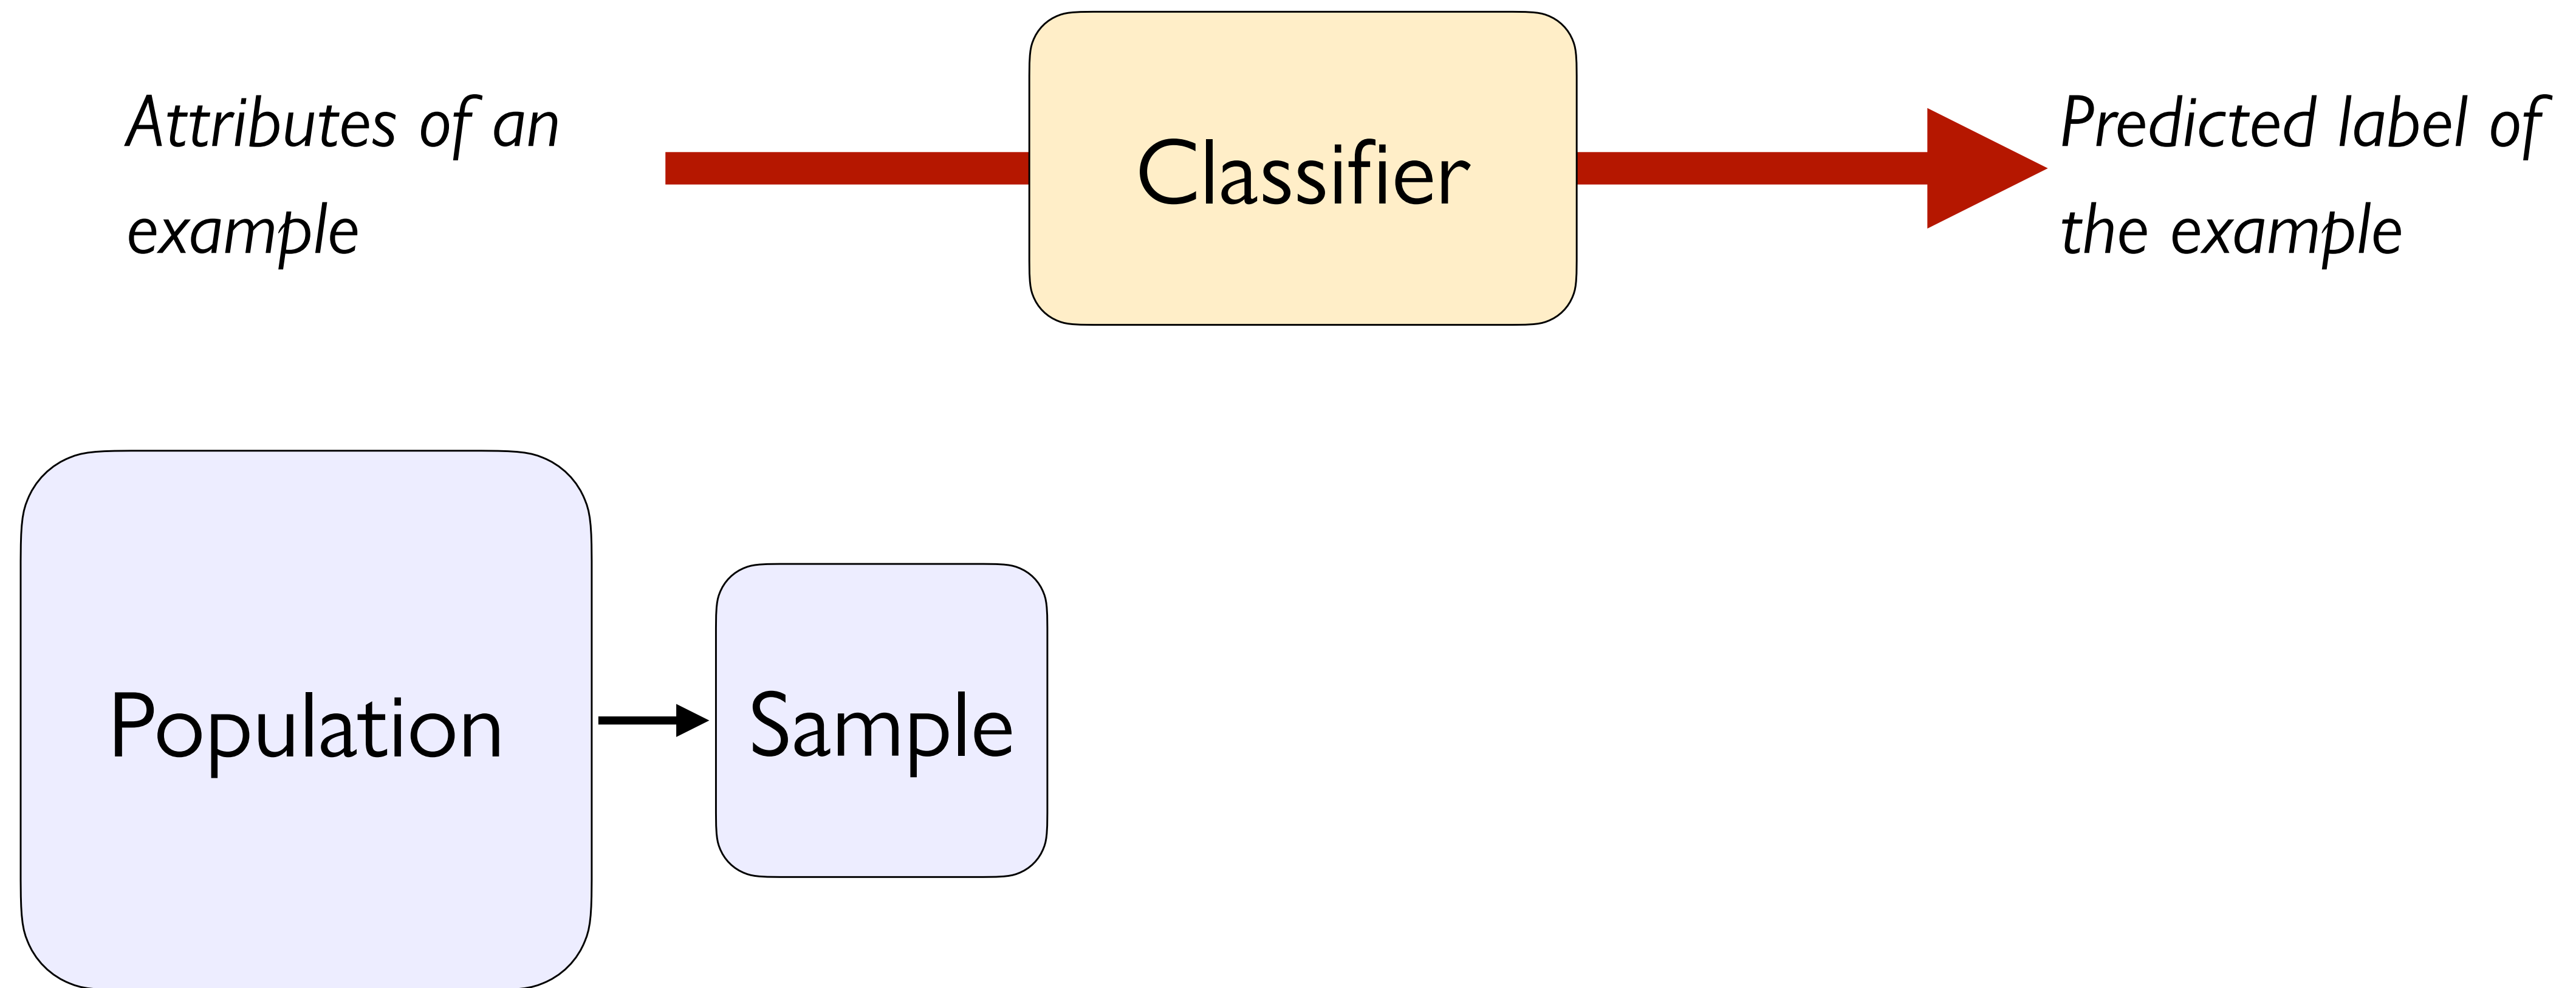 Attributes of an
example
Classifier
Predicted label of
the example
Population
Sample